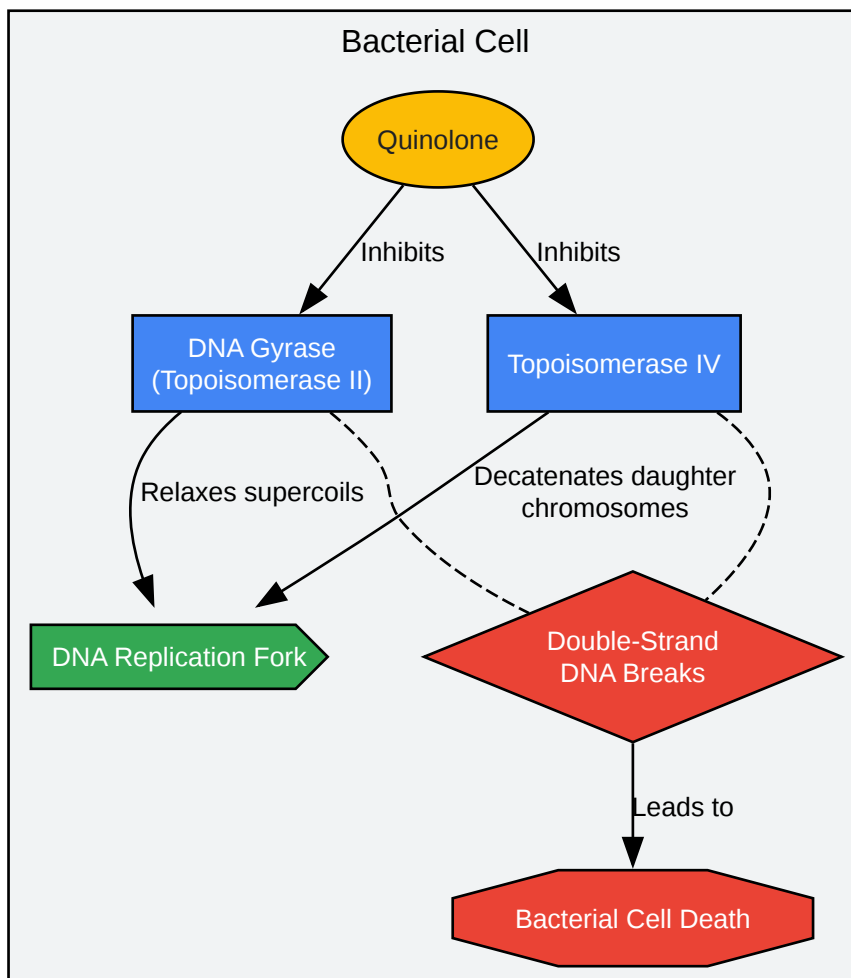 Bacterial Cell
Quinolone
Inhibits
Inhibits
DNA Gyrase
(Topoisomerase II)
Topoisomerase IV
Relaxes supercoils
Decatenates daughter
chromosomes
DNA Replication Fork
Double-Strand
DNA Breaks
Leads to
Bacterial Cell Death